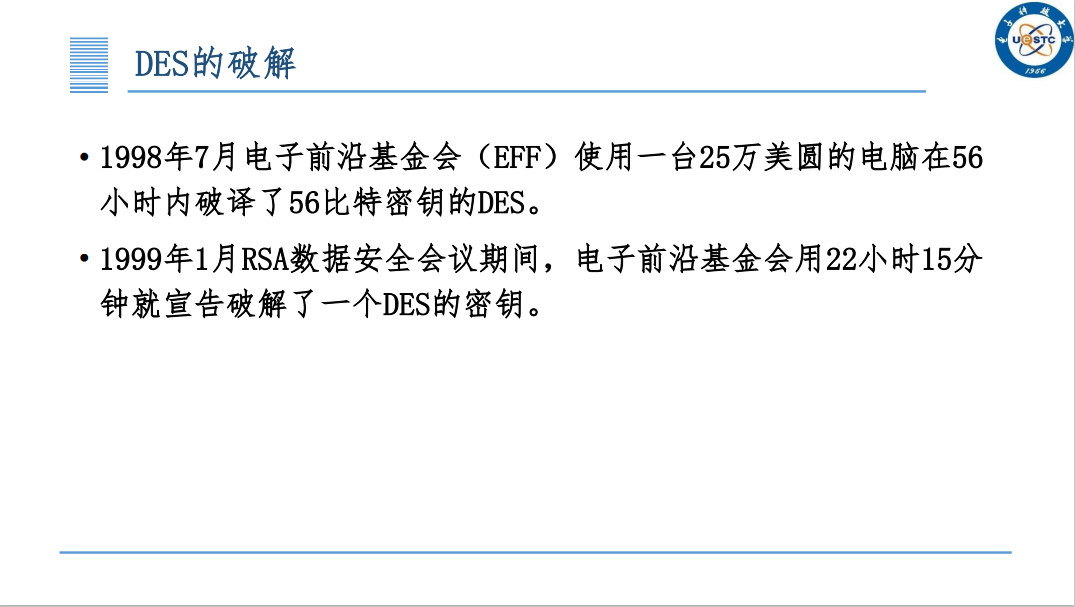 DES的破解
UESTC
1956
• 1998年7月电子前沿基金会（EFF）使用一台25万美圆的电脑在56
小时内破译了56比特密钥的DES。
• 1999年1月RSA数据安全会议期间，电子前沿基金会用22小时15分
钟就宣告破解了一个DES的密钥。